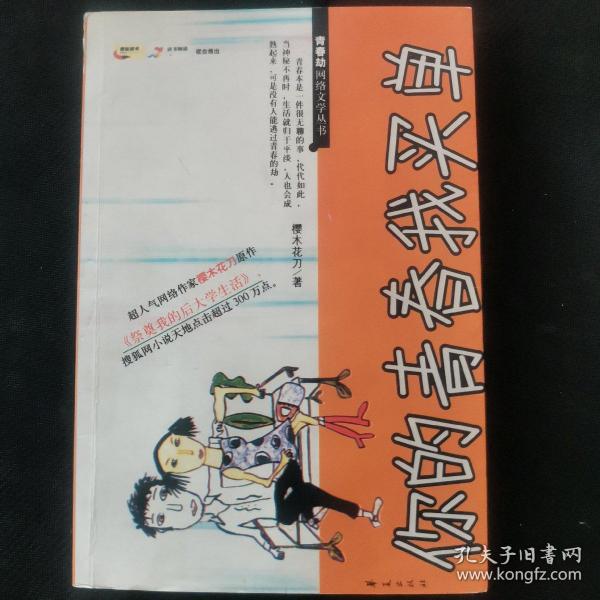 你的青春我买单
青春劫网络文学丛书
青春本是一件很无聊的事，代代如此，
当神秘不再时，生活就归于平淡，人也会成
熟起来，可是没有人能逃过青春的劫。
樱木花刀/著
超人气网络作家樱木花刀原作
《祭奠我的后大学生活》，
搜狐网小说天地点击超过300万点。
华夏出版社
孔夫子旧书网
www.kongfz.com